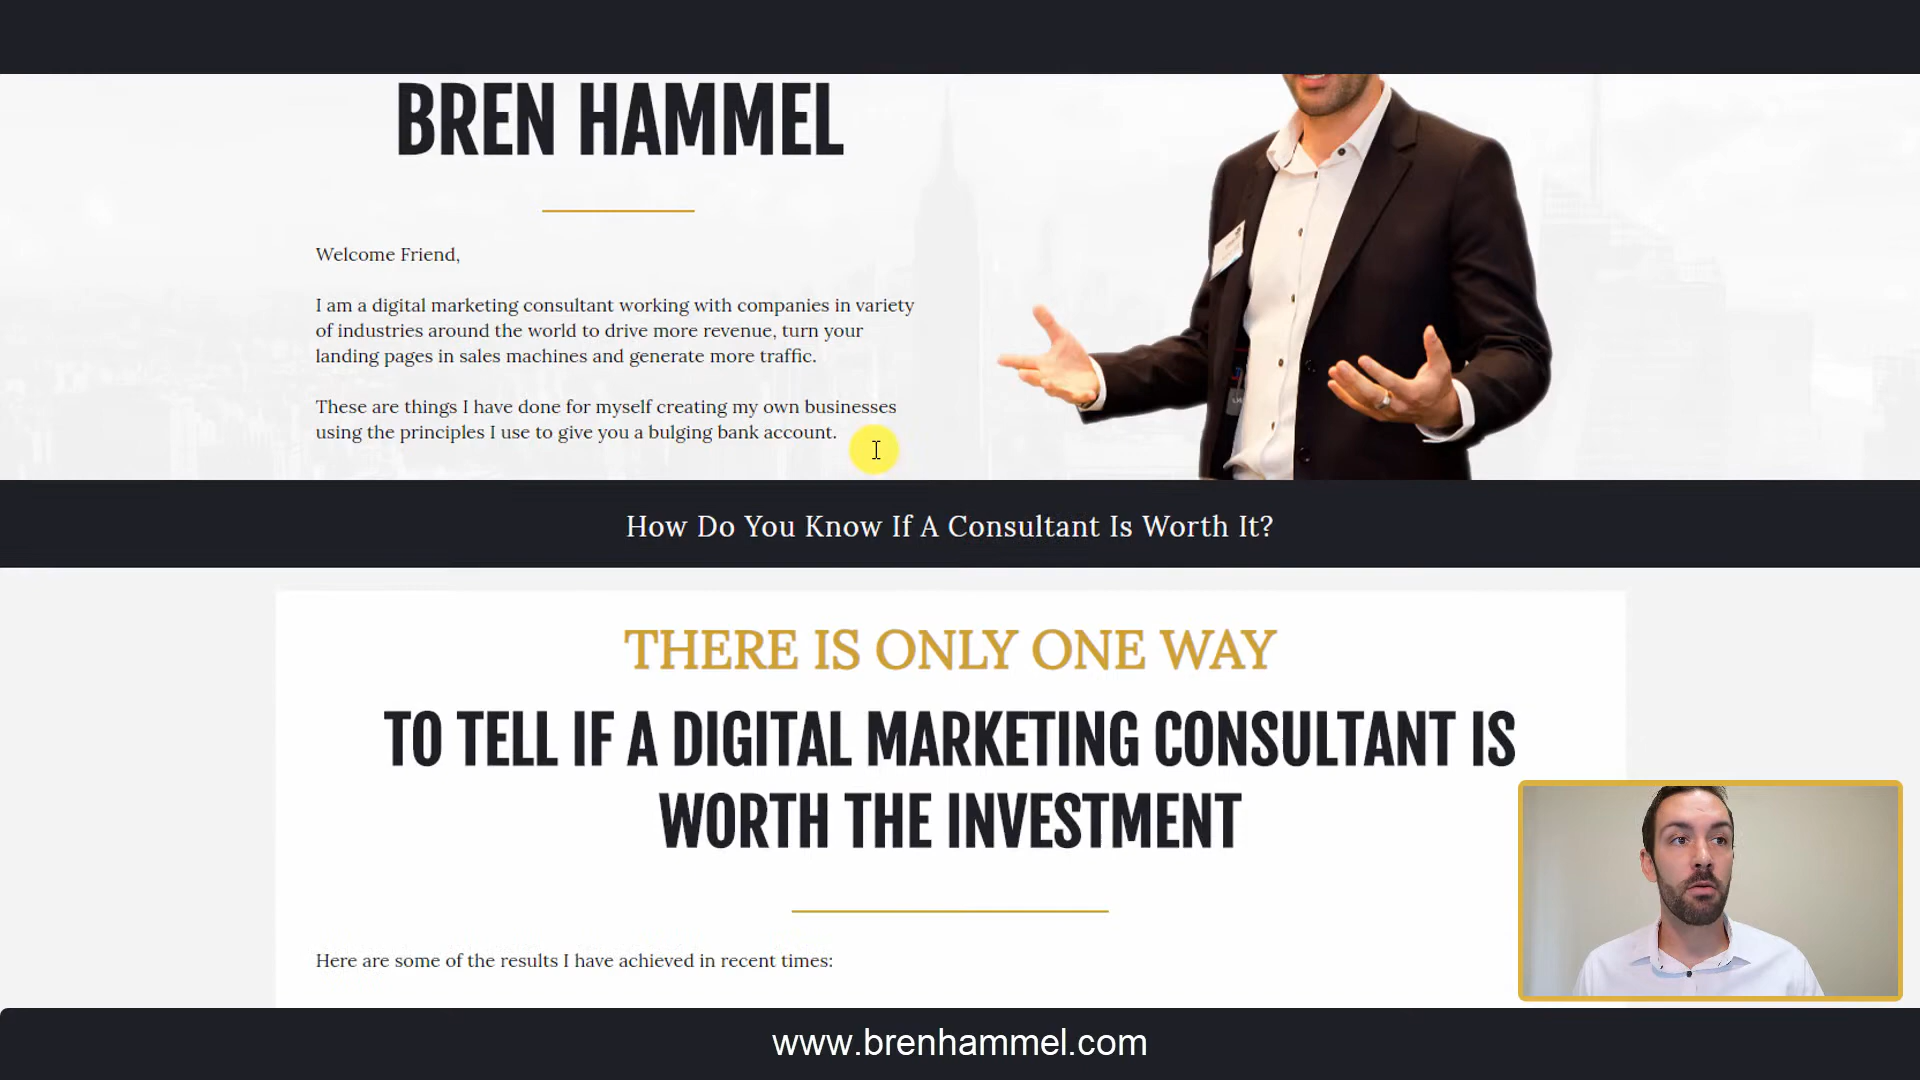 BREN HAMMEL
Welcome Friend,
I am a digital marketing consultant working with companies in variety
of industries around the world to drive more revenue, turn your
landing pages in sales machines and generate more traffic.
These are things I have done for myself creating my own businesses
using the principles I use to give you a bulging bank account.
How Do You Know If A Consultant Is Worth It?
THERE IS ONLY ONE WAY
TO TELL IF A DIGITAL MARKETING CONSULTANT IS
WORTH THE INVESTMENT
Here are some of the results I have achieved in recent times:
www.brenhammel.com